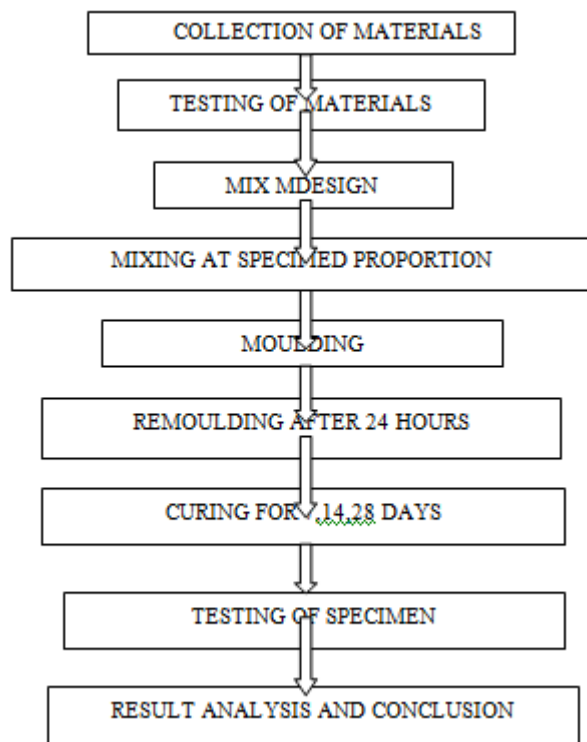 COLLECTION OF MATERIALS
TESTING OF MATERIALS
MIX MDESIGN
MIXING AT SPECIMED PROPORTION
MOULDING
REMOULDING AFTER 24 HOURS
CURING FOR ,14,28 DAYS
TESTING OF SPECIMEN
RESULT ANALYSIS AND CONCLUSION